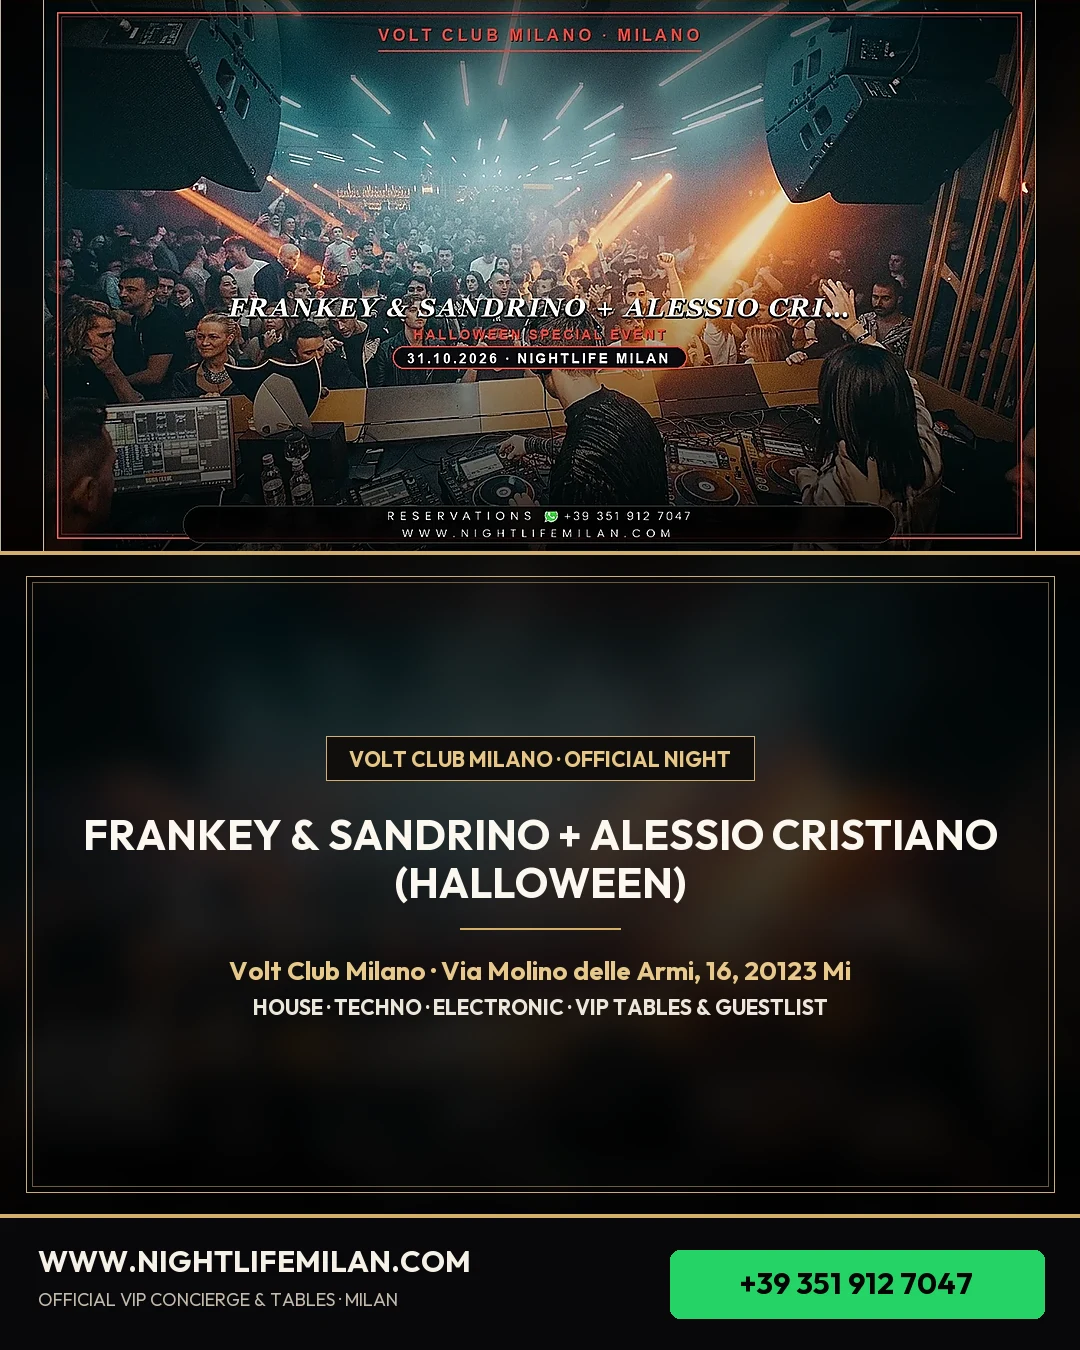 VOLT CLUB MILANO · MILANO
FRANKEY & SANDRINO + ALESSIO CRI...
HALLOWEEN SPECIAL EVENT
31.10.2026 · NIGHTLIFE MILAN
RESERVATIONS +39 351 912 7047
WWW.NIGHTLIFEMILAN.COM
VOLT CLUB MILANO · OFFICIAL NIGHT
FRANKEY & SANDRINO + ALESSIO CRISTIANO
(HALLOWEEN)
Volt Club Milano · Via Molino delle Armi, 16, 20123 Mi
HOUSE · TECHNO · ELECTRONIC · VIP TABLES & GUESTLIST
WWW.NIGHTLIFEMILAN.COM
+39 351 912 7047
OFFICIAL VIP CONCIERGE & TABLES · MILAN